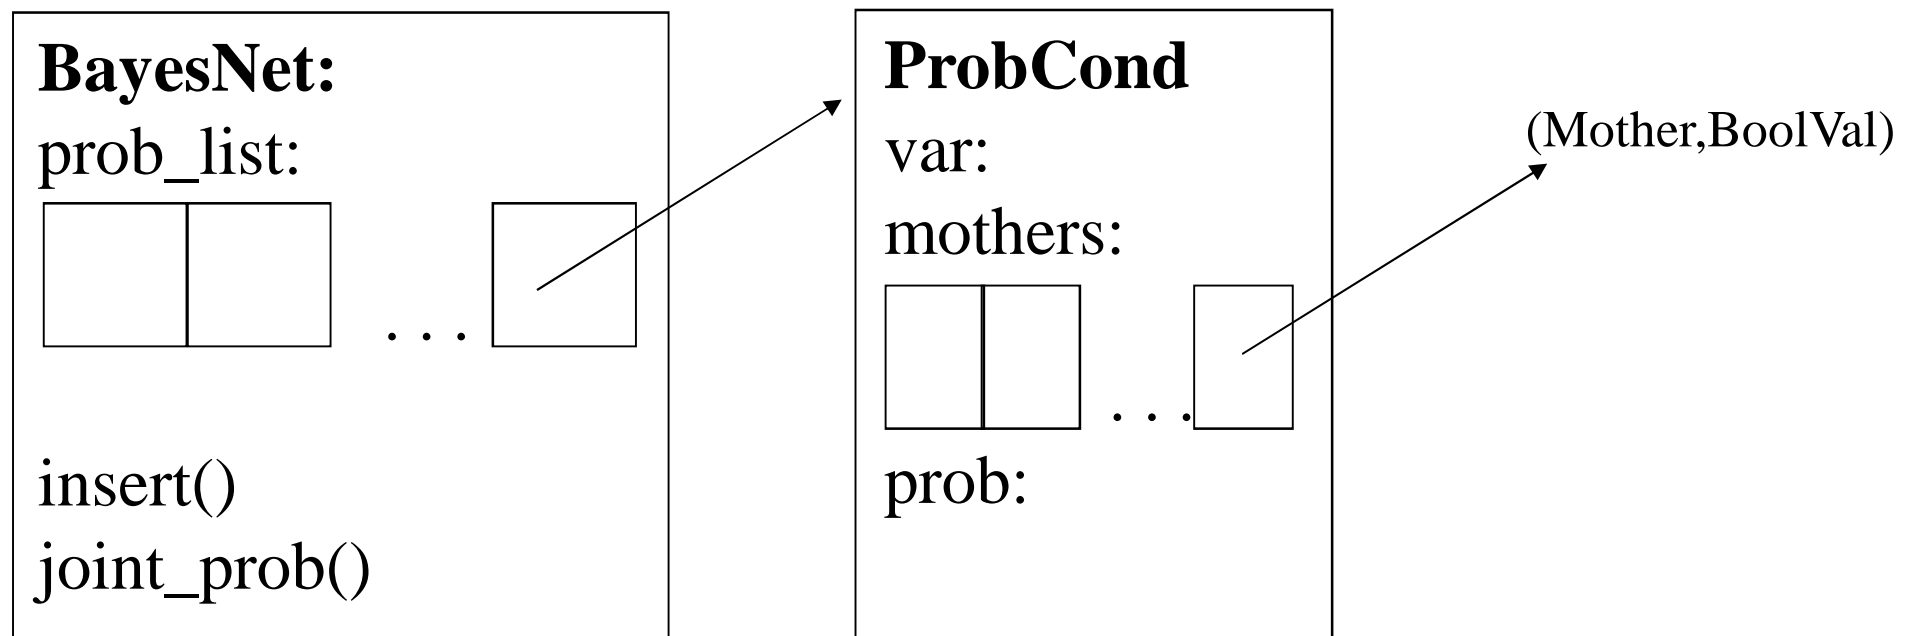 BayesNet:
prob_list:
. . .
insert()
joint_prob()
ProbCond
var:
mothers:
. . .
prob:
(Mother,BoolVal)